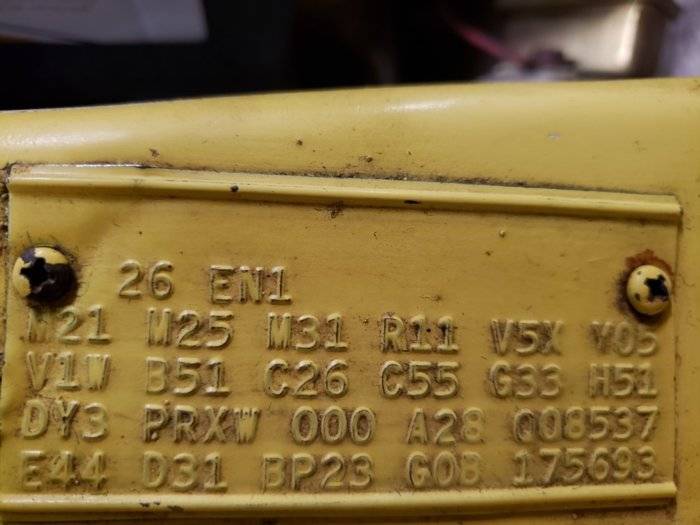 26 EN1
M21 M25 M31 R11 V5X Y05
V1W B51 C26 C55 G33 H51
DY3 PRXW 000 A28 Q08537
E44 D31 BP23 G0B 175693